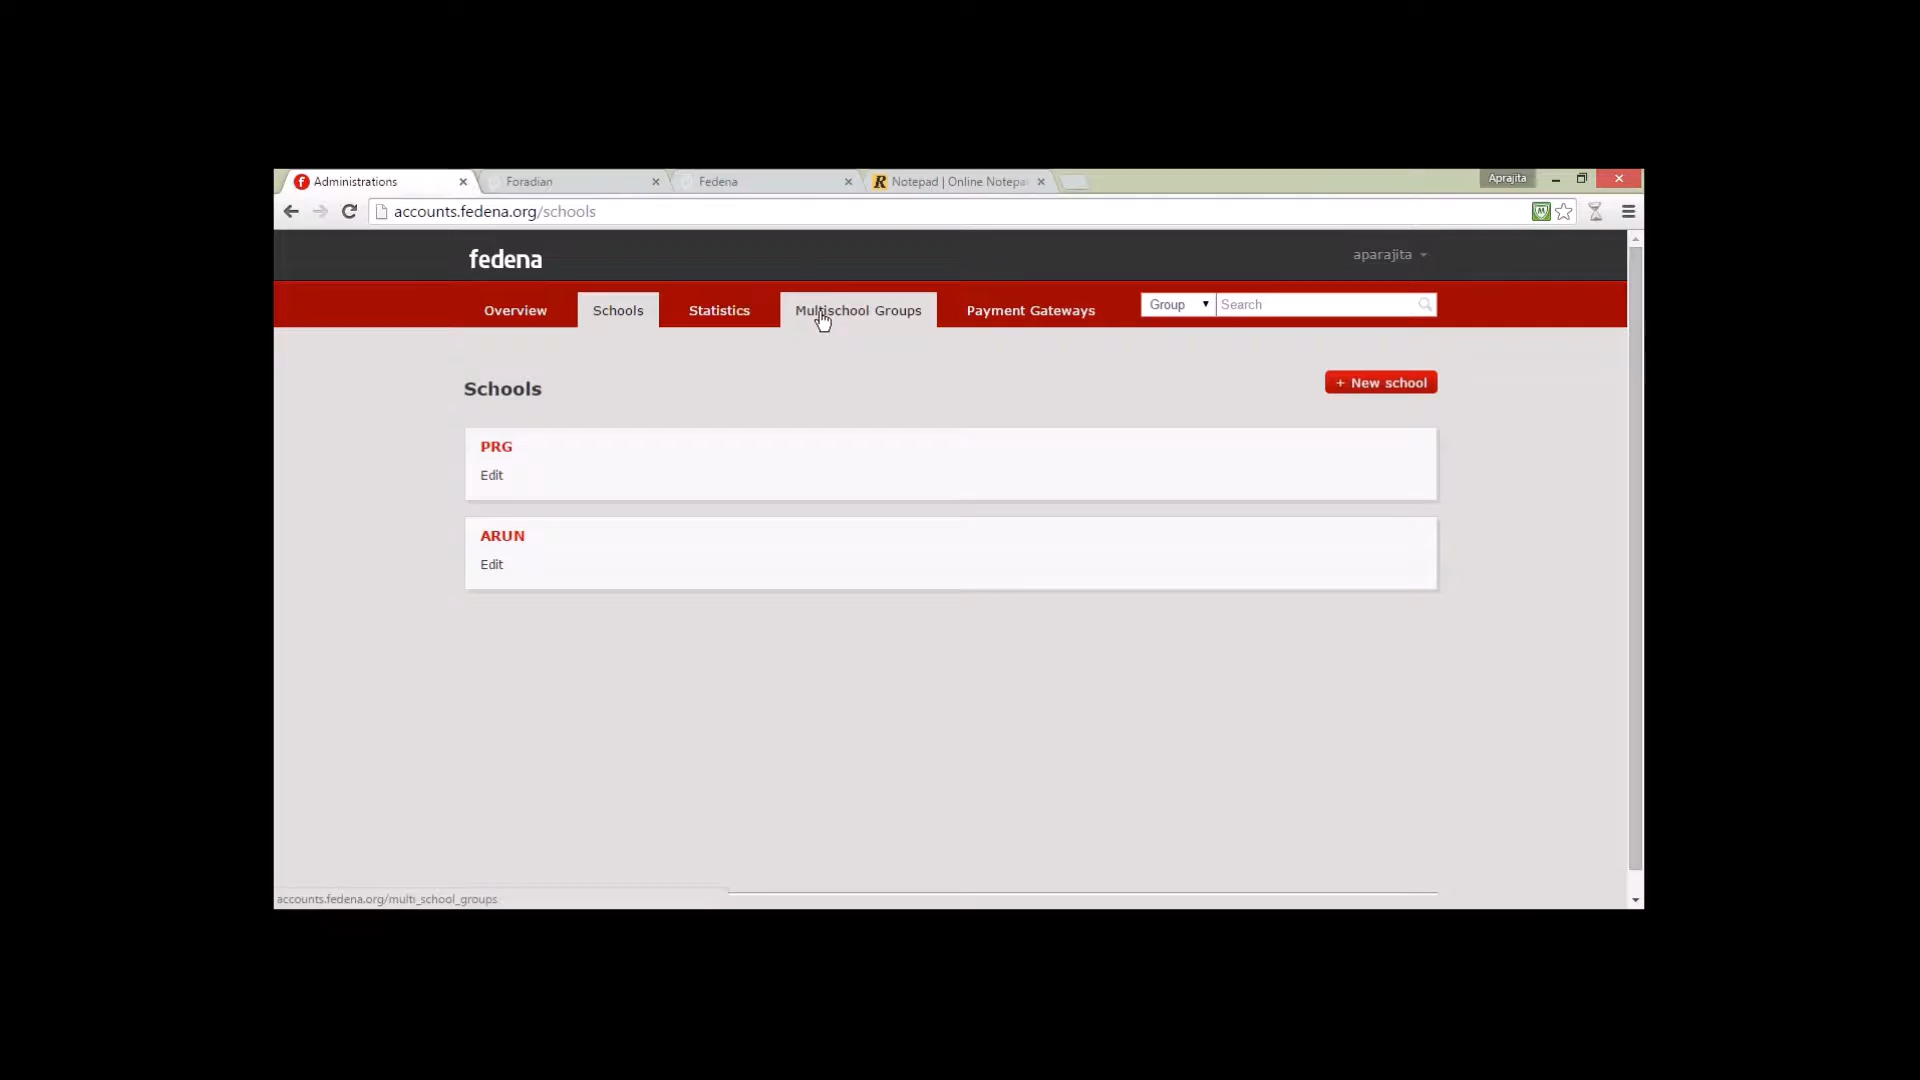 Administrations
Foradian
Fedena
Notepad | Online Notepa
Aprajita
accounts.fedena.org/schools
fedena
aparajita
Overview
Schools
Statistics
Multischool Groups
Payment Gateways
Group
Search
Schools
+ New school
PRG
Edit
ARUN
Edit
accounts.fedena.org/multi_school_groups